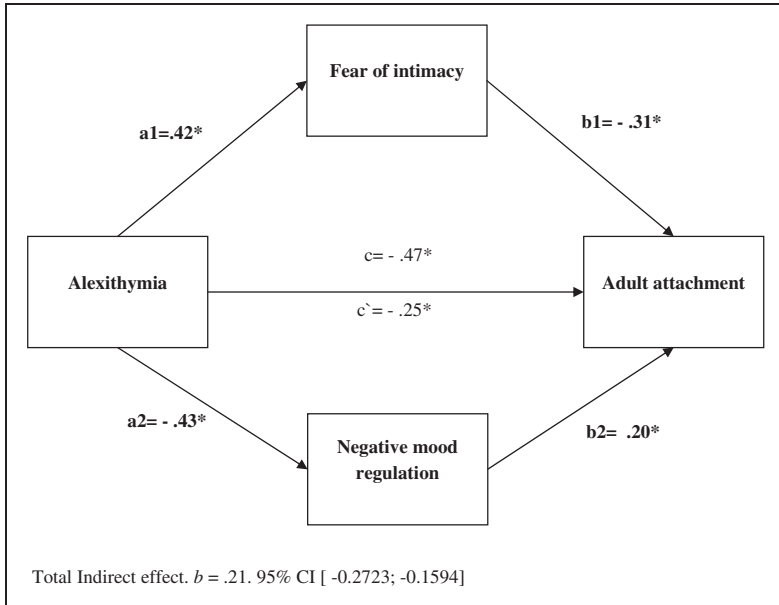 Fear of intimacy
a1=.42*
b1= - .31*
Alexithymia
c= - .47*
c`= - .25*
Adult attachment
a2= - .43*
Negative mood
regulation
b2= .20*
Total Indirect effect. b = .21. 95% CI [ -0.2723; -0.1594]